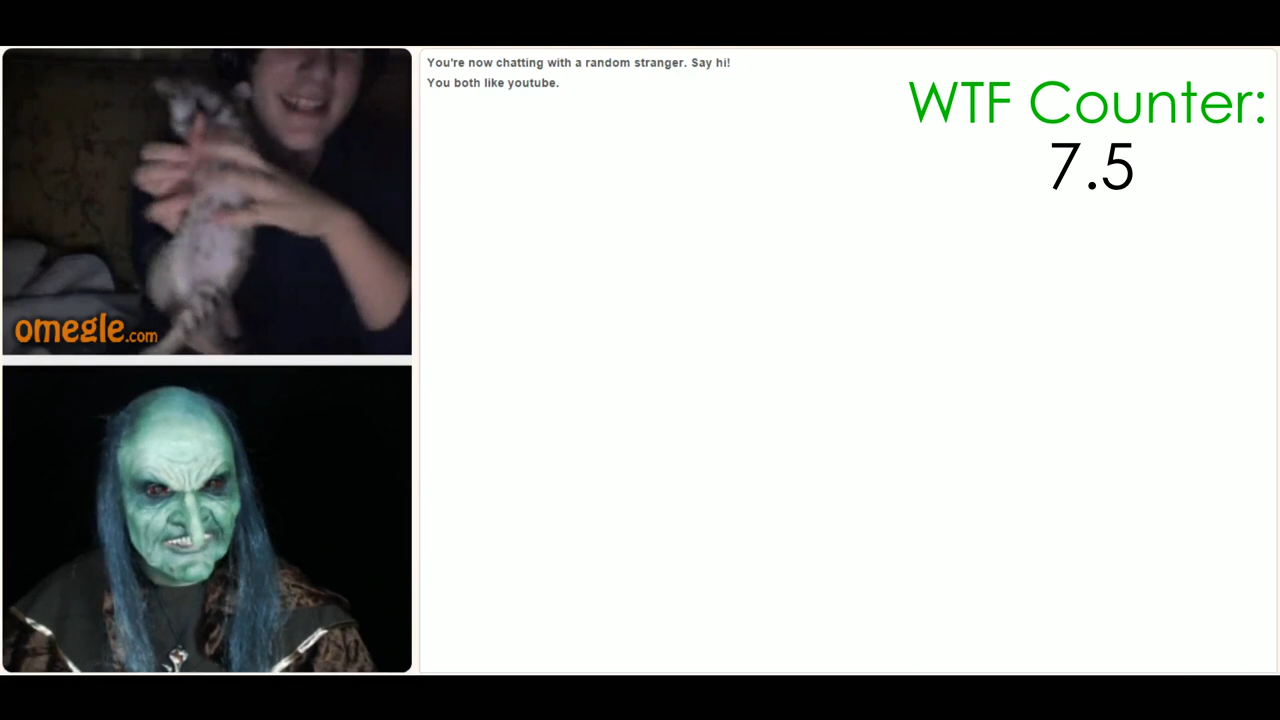 You're now chatting with a random stranger. Say hi!
You both like youtube.
WTF Counter:
7.5
omegle.com